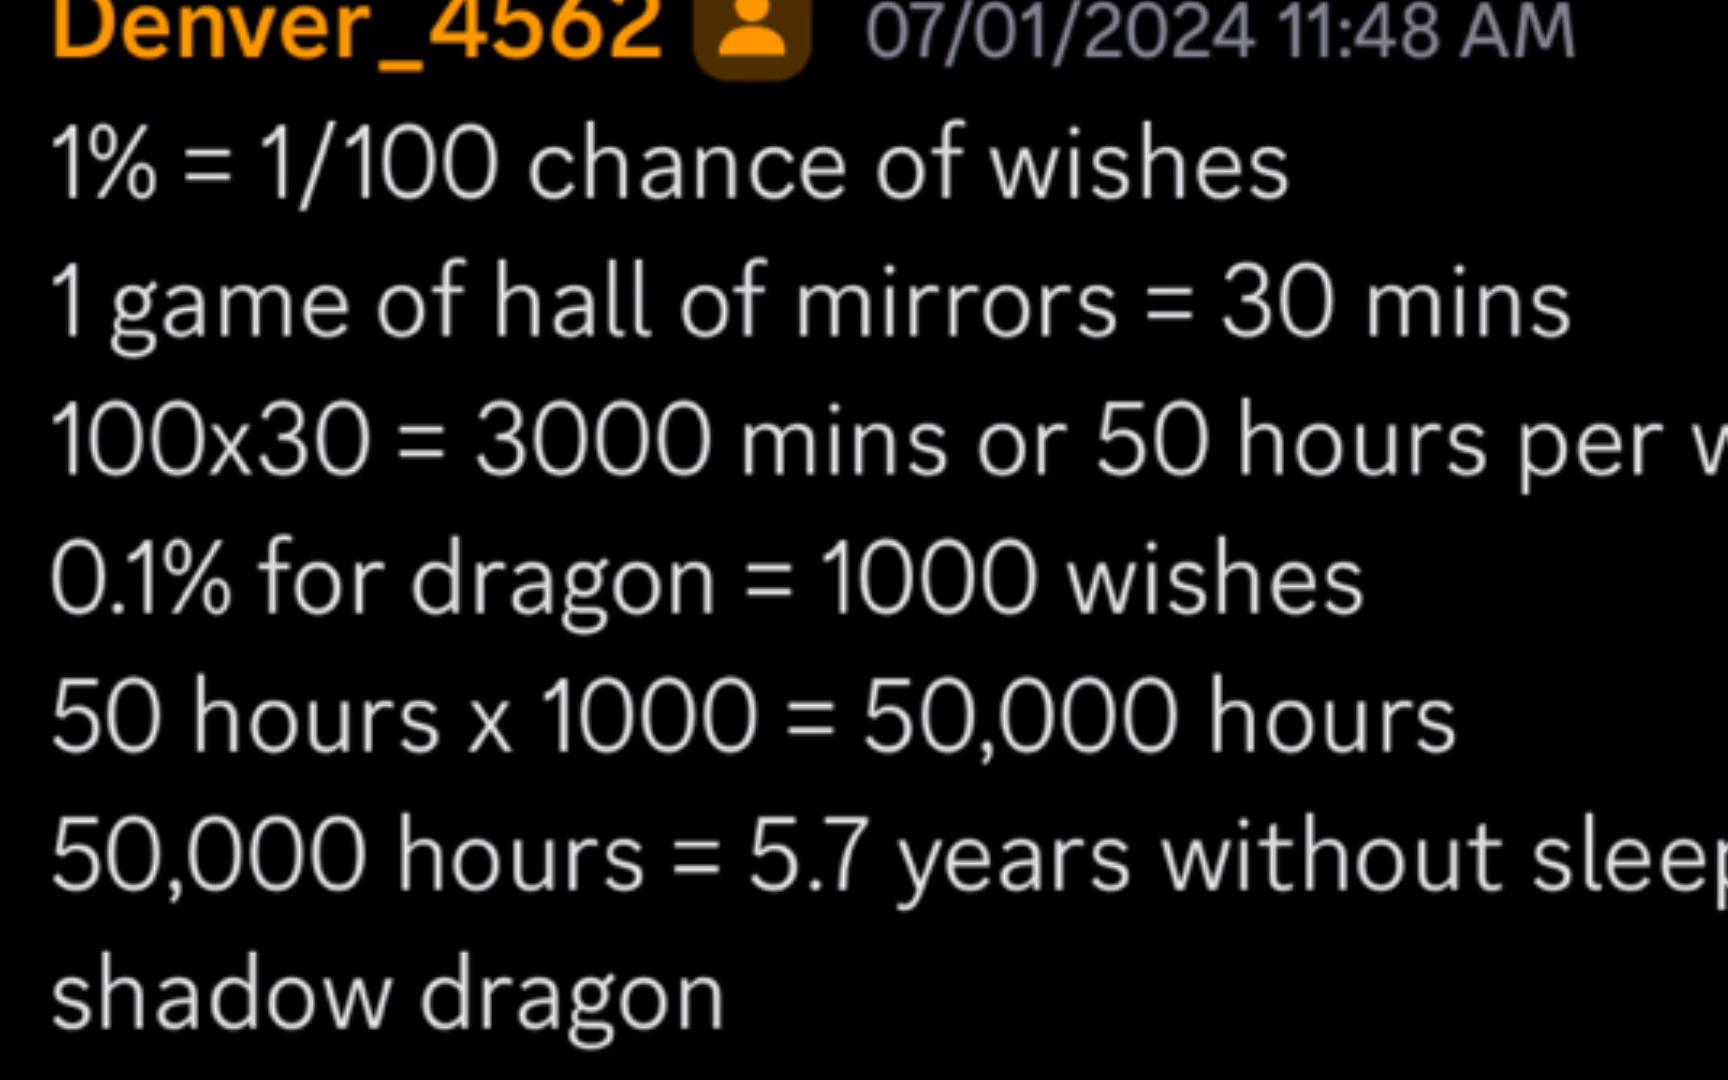 Denver_4562 07/01/2024 11:48 AM
1% = 1/100 chance of wishes
1 game of hall of mirrors = 30 mins
100x30 = 3000 mins or 50 hours per
0.1% for dragon = 1000 wishes
50 hours x 1000 = 50,000 hours
50,000 hours = 5.7 years without
shadow dragon